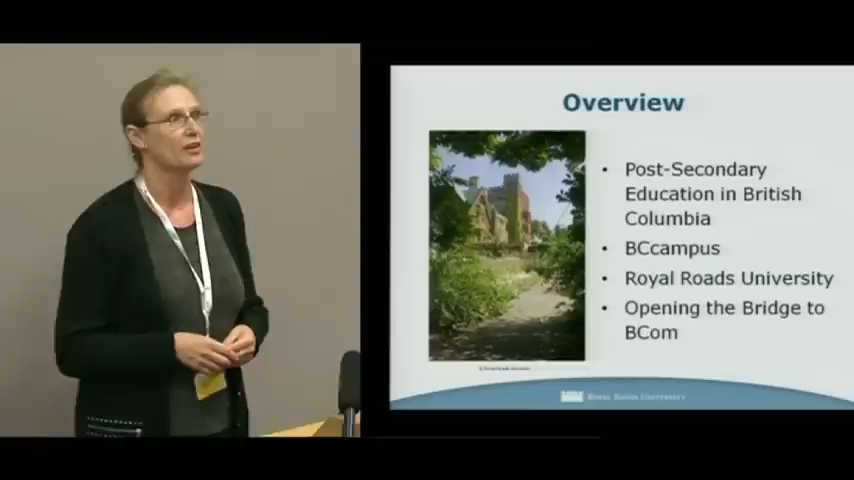 Overview
• Post-Secondary
Education in British
Columbia
• BCcampus
• Royal Roads University
• Opening the Bridge to
BCom
ROYAL ROADS UNIVERSITY